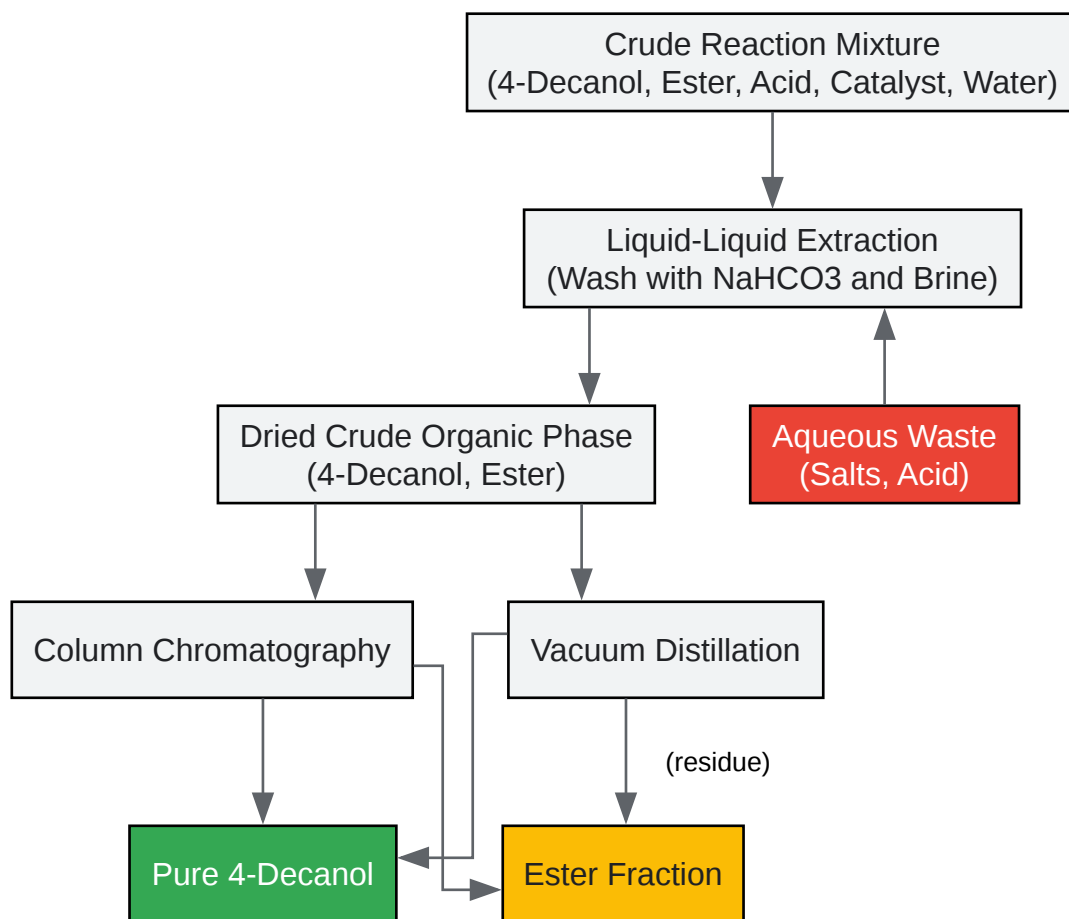 Crude Reaction Mixture
(4-Decanol, Ester, Acid, Catalyst, Water)
Liquid-Liquid Extraction
(Wash with NaHCO3 and Brine)
Dried Crude Organic Phase
(4-Decanol, Ester)
Aqueous Waste
(Salts, Acid)
Column Chromatography
Vacuum Distillation
(residue)
Pure 4-Decanol
Ester Fraction